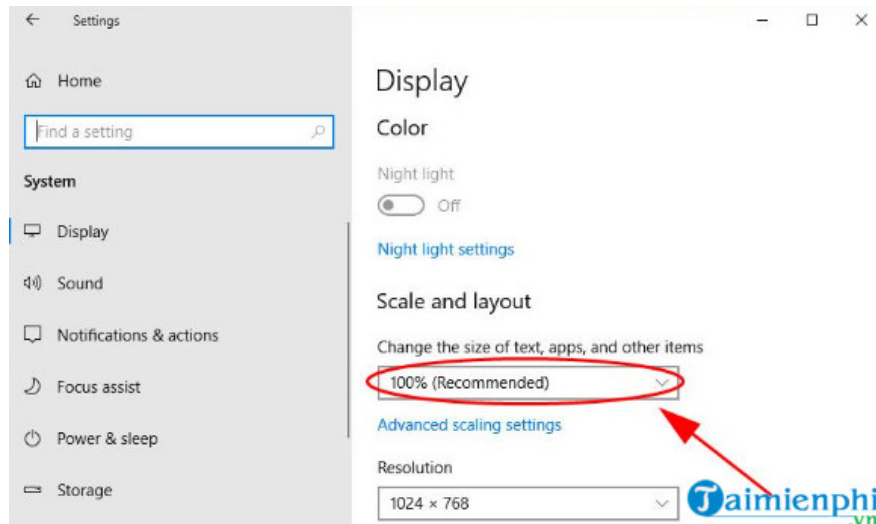 Settings
Home
Find a setting
System
Display
Sound
Notifications & actions
Focus assist
Power & sleep
Storage
Display
Color
Night light
Off
Night light settings
Scale and layout
Change the size of text, apps, and other items
100% (Recommended)
Advanced scaling settings
Resolution
1024 × 768
Taimienphi
.vn